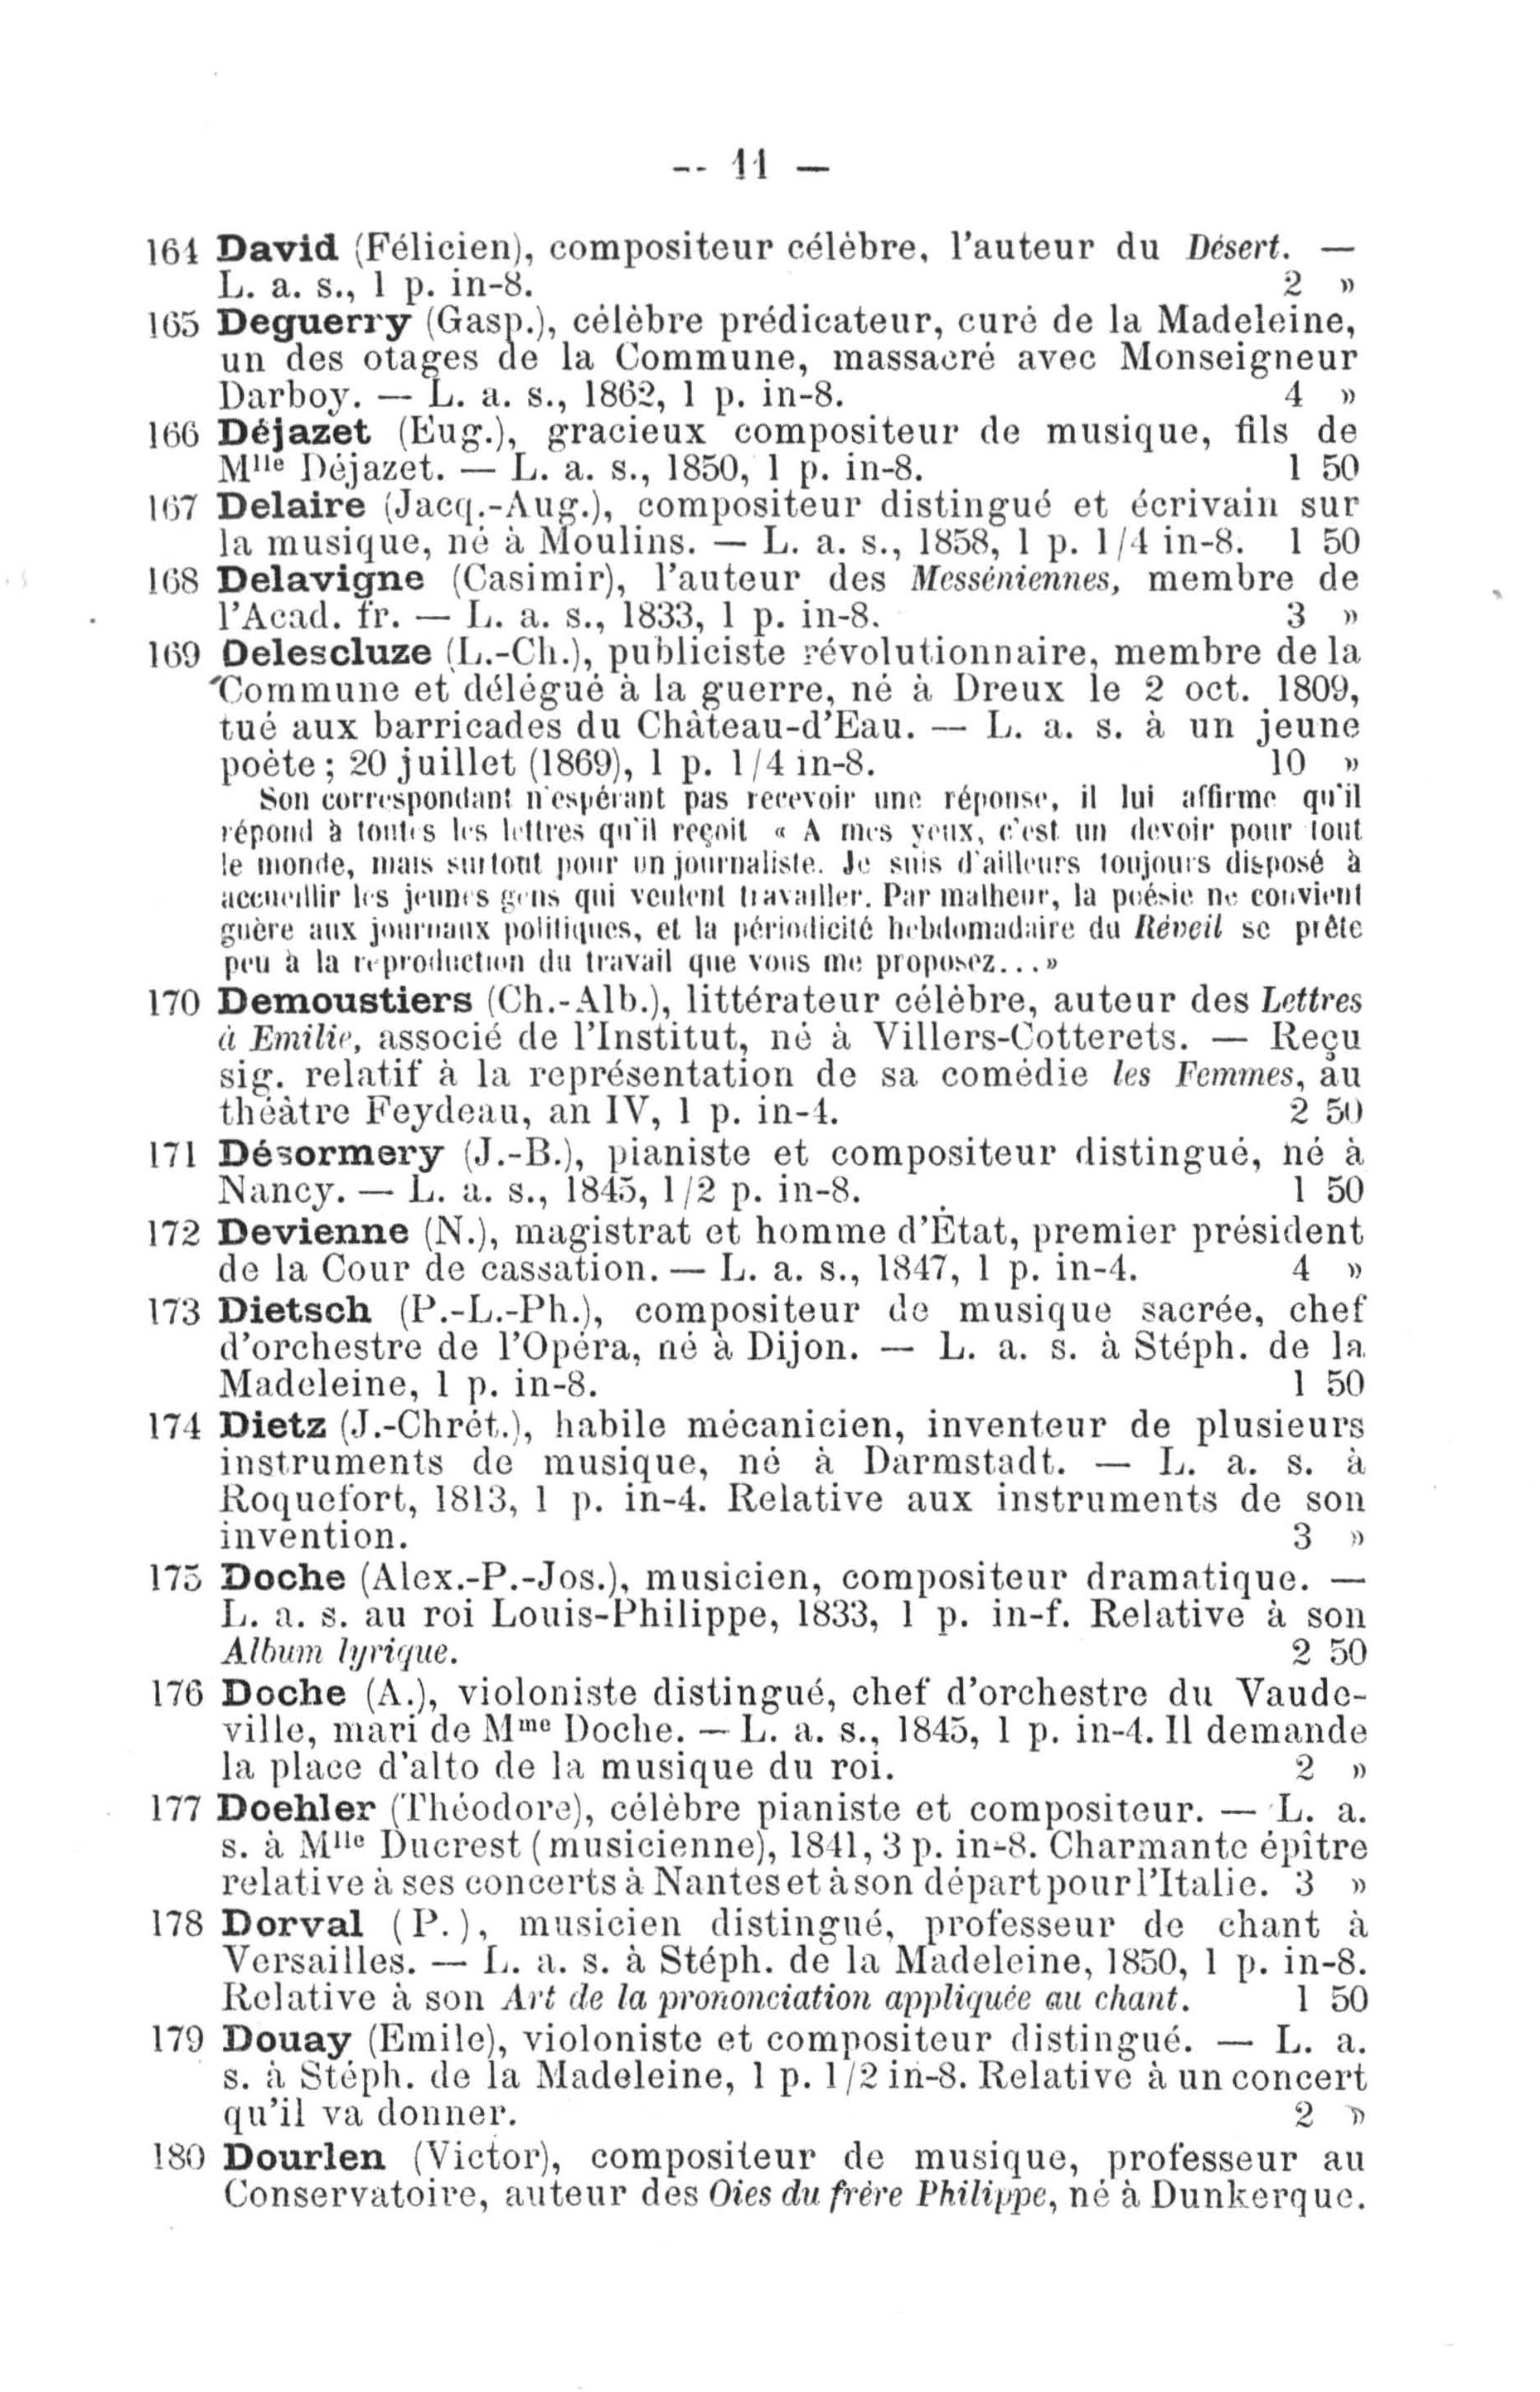 -- 11 —
164 David (Félicien), compositeur célèbre, l'auteur du Désert. —
L. a. s., 1 p. in-8. 2 »
165 Deguerry (Gasp.), célèbre prédicateur, curé de la Madeleine,
un des otages de la Commune, massacré avec Monseigneur
Darboy. — L. a. s., 1862, 1 p. in-8. 4 »
166 Déjazet (Eug.), gracieux compositeur de musique, fils de
Mlle Déjazet. — L. a. s., 1850, 1 p. in-8. 1 50
167 Delaire (Jacq.-Aug.), compositeur distingué et écrivain sur
la musique, né à Moulins. — L. a. s., 1858, 1 p. 1/4 in-8. 1 50
168 Delavigne (Casimir), l'auteur des Messéniennes, membre de
l'Acad. fr. — L. a. s., 1833, 1 p. in-8. 3 »
169 Delescluze (L.-Ch.), publiciste révolutionnaire, membre de la
Commune et délégué à la guerre, né à Dreux le 2 oct. 1809,
tué aux barricades du Château-d'Eau. — L. a. s. à un jeune
poète; 20 juillet (1869), 1 p. 1/4 in-8. 10 »
Son correspondant n'espérant pas recevoir une réponse, il lui affirme qu'il
répond à toutes les lettres qu'il reçoit « A mes yeux, c'est un devoir pour tout
le monde, mais surtout pour un journaliste. Je suis d'ailleurs toujours disposé à
accueillir les jeunes gens qui veulent travailler. Par malheur, la poésie ne convient
guère aux journaux politiques, et la périodicité hebdomadaire du Réveil se prête
peu à la reproduction du travail que vous me proposez... »
170 Demoustiers (Ch.-Alb.), littérateur célèbre, auteur des Lettres
à Emilie, associé de l'Institut, né à Villers-Cotterets. — Reçu
sig. relatif à la représentation de sa comédie les Femmes, au
théâtre Feydeau, an IV, 1 p. in-4. 2 50
171 Désormery (J.-B.), pianiste et compositeur distingué, né à
Nancy. — L. a. s., 1845, 1/2 p. in-8. 1 50
172 Devienne (N.), magistrat et homme d'État, premier président
de la Cour de cassation. — L. a. s., 1847, 1 p. in-4. 4 »
173 Dietsch (P.-L.-Ph.), compositeur de musique sacrée, chef
d'orchestre de l'Opéra, né à Dijon. — L. a. s. à Stéph. de la
Madeleine, 1 p. in-8. 1 50
174 Dietz (J.-Chrét.), habile mécanicien, inventeur de plusieurs
instruments de musique, né à Darmstadt. — L. a. s. à
Roquefort, 1813, 1 p. in-4. Relative aux instruments de son
invention. 3 »
175 Doche (Alex.-P.-Jos.), musicien, compositeur dramatique. —
L. a. s. au roi Louis-Philippe, 1833, 1 p. in-f. Relative à son
Album lyrique. 2 50
176 Doche (A.), violoniste distingué, chef d'orchestre du Vaude-
ville, mari de Mme Doche. — L. a. s., 1845, 1 p. in-4. Il demande
la place d'alto de la musique du roi. 2 »
177 Doehler (Théodore), célèbre pianiste et compositeur. — L. a.
s. à Mlle Ducrest (musicienne), 1841, 3 p. in-8. Charmante épître
relative à ses concerts à Nantes et à son départ pour l'Italie. 3 »
178 Dorval (P.), musicien distingué, professeur de chant à
Versailles. — L. a. s. à Stéph. de la Madeleine, 1850, 1 p. in-8.
Relative à son Art de la prononciation appliquée au chant. 1 50
179 Douay (Emile), violoniste et compositeur distingué. — L. a.
s. à Stéph. de la Madeleine, 1 p. 1/2 in-8. Relative à un concert
qu'il va donner. 2 »
180 Dourlen (Victor), compositeur de musique, professeur au
Conservatoire, auteur des Oies du frère Philippe, né à Dunkerque.